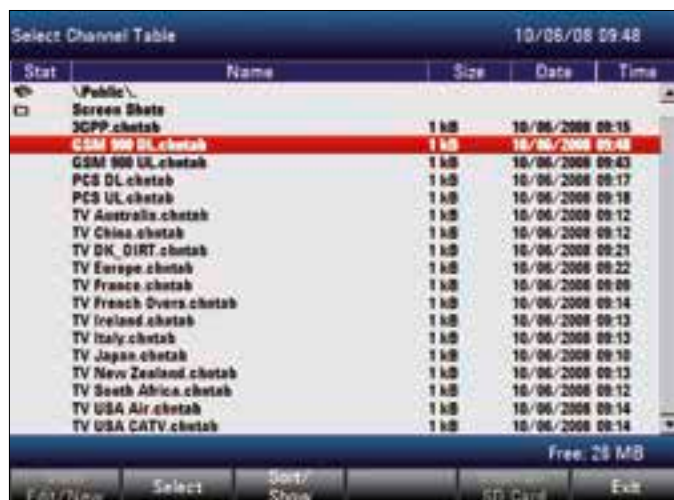 Select Channel Table 10/06/08 09:48
Stat Name Size Date Time
\Public\
Screen Shots
3GPP.chntab 1 kB 10/06/2008 09:15
GSM 900 DL.chntab 1 kB 10/06/2008 09:48
GSM 900 UL.chntab 1 kB 10/06/2008 09:43
PCS DL.chntab 1 kB 10/06/2008 09:17
PCS UL.chntab 1 kB 10/06/2008 09:18
TV Australia.chntab 1 kB 10/06/2008 09:12
TV China.chntab 1 kB 10/06/2008 09:12
TV DK_OIRT.chntab 1 kB 10/06/2008 09:21
TV Europe.chntab 1 kB 10/06/2008 09:22
TV France.chntab 1 kB 10/06/2008 09:09
TV French Overs.chntab 1 kB 10/06/2008 09:14
TV Ireland.chntab 1 kB 10/06/2008 09:13
TV Italy.chntab 1 kB 10/06/2008 09:13
TV Japan.chntab 1 kB 10/06/2008 09:10
TV New Zealand.chntab 1 kB 10/06/2008 09:13
TV South Africa.chntab 1 kB 10/06/2008 09:12
TV USA Air.chntab 1 kB 10/06/2008 09:14
TV USA CATV.chntab 1 kB 10/06/2008 09:14
Free: 28 MB
Edit/New Select Sort/ Show SD Card Exit